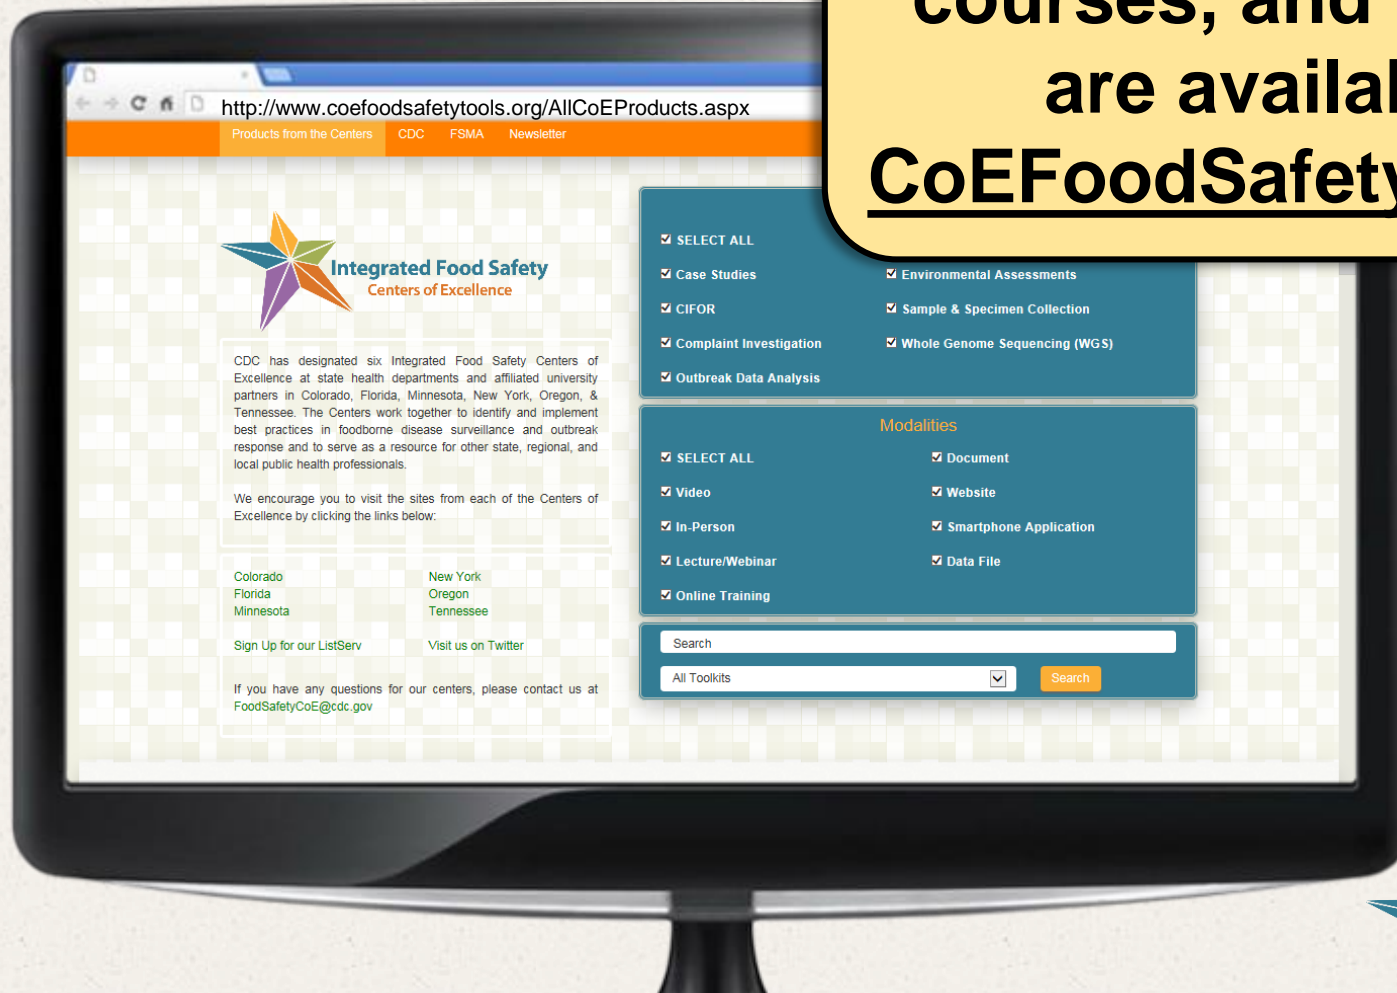 courses, and
are availa
CoEFoodSafety
http://www.coefoodsafetytools.org/AllCoEProducts.aspx
Products from the Centers CDC FSMA Newsletter
Integrated Food Safety
Centers of Excellence
CDC has designated six Integrated Food Safety Centers of
Excellence at state health departments and affiliated university
partners in Colorado, Florida, Minnesota, New York, Oregon, &
Tennessee. The Centers work together to identify and implement
best practices in foodborne disease surveillance and outbreak
response and to serve as a resource for other state, regional, and
local public health professionals.
We encourage you to visit the sites from each of the Centers of
Excellence by clicking the links below:
Colorado New York
Florida Oregon
Minnesota Tennessee
Sign Up for our ListServ Visit us on Twitter
If you have any questions for our centers, please contact us at
FoodSafetyCoE@cdc.gov
SELECT ALL
Case Studies Environmental Assessments
CIFOR Sample & Specimen Collection
Complaint Investigation Whole Genome Sequencing (WGS)
Outbreak Data Analysis
Modalities
SELECT ALL Document
Video Website
In-Person Smartphone Application
Lecture/Webinar Data File
Online Training
Search
All Toolkits Search